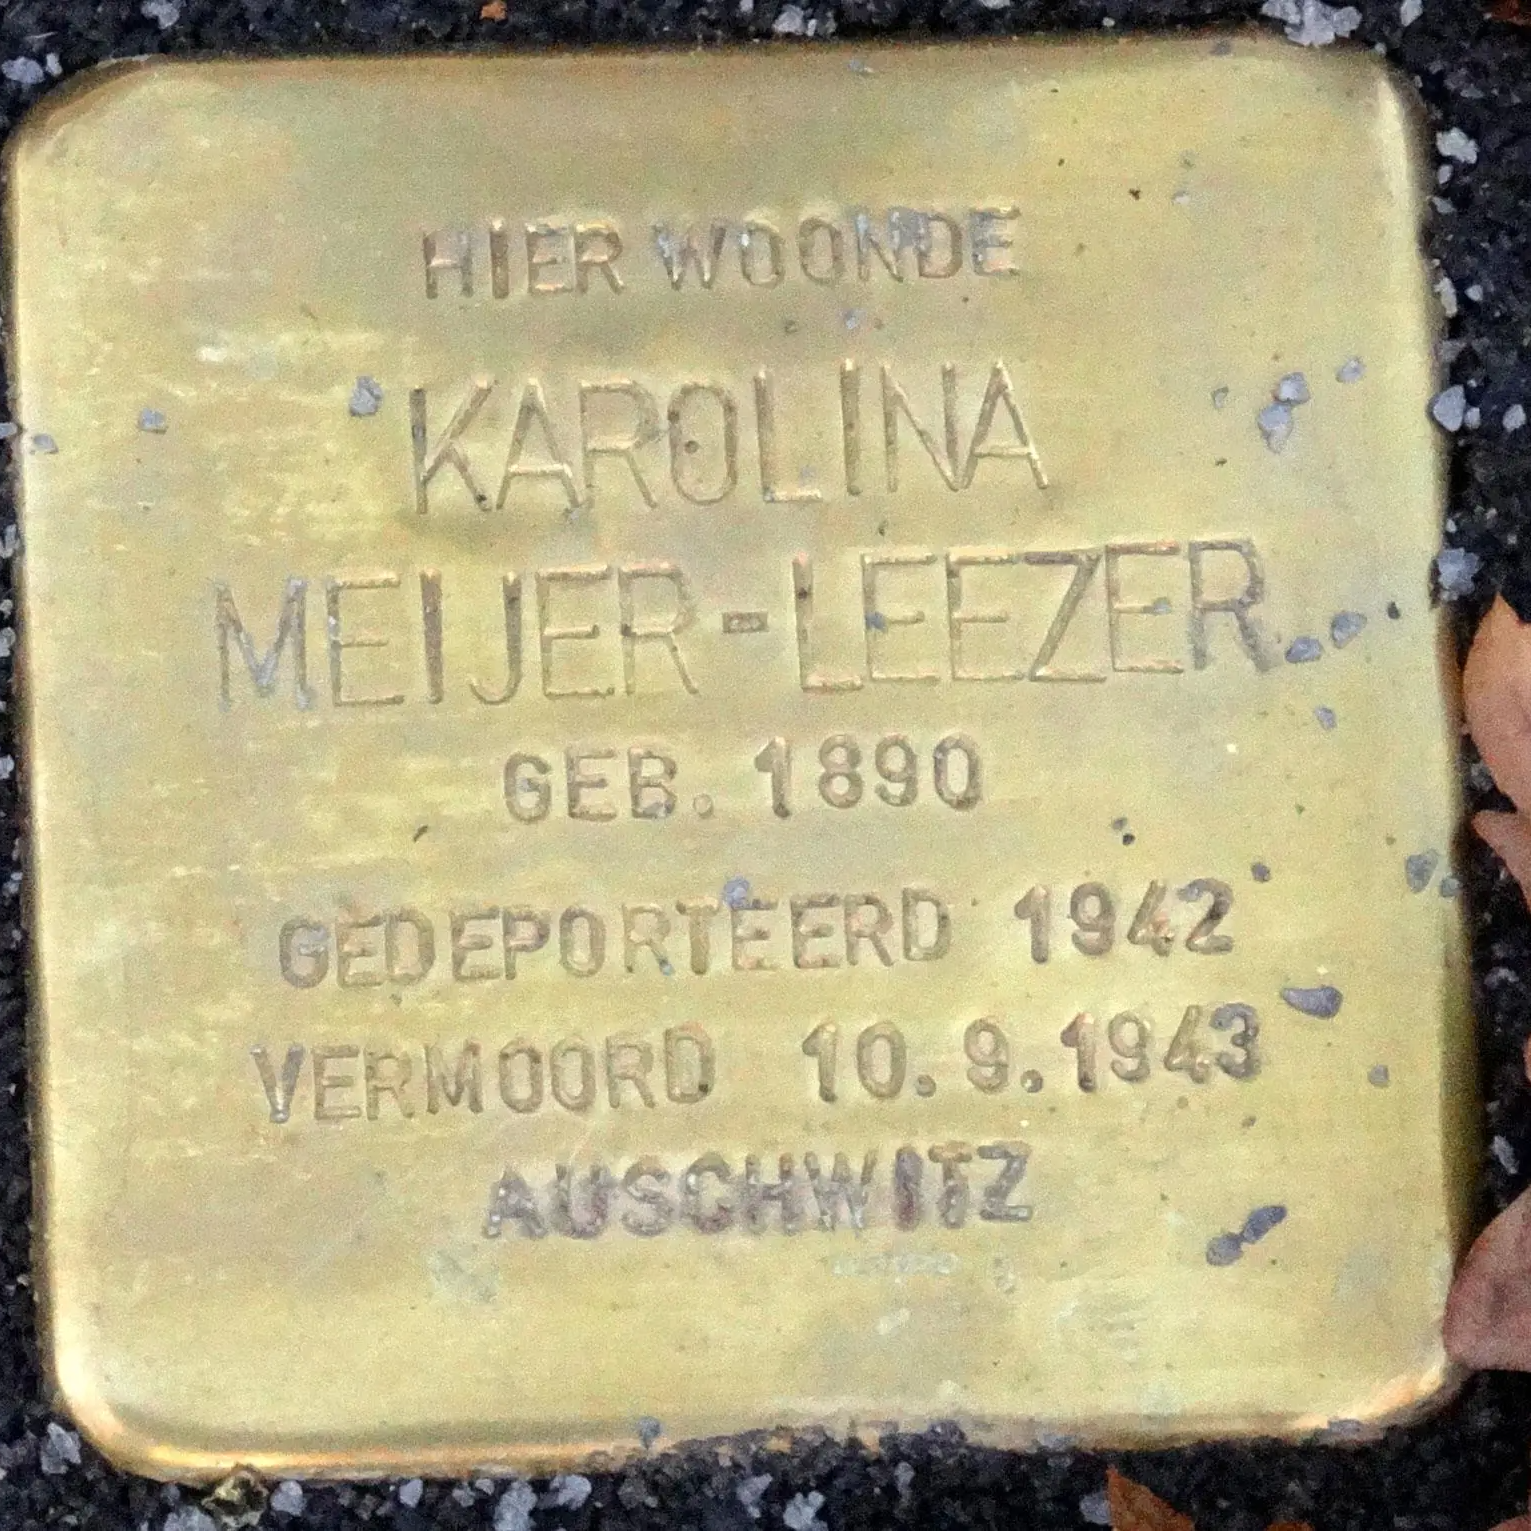 HIER WOONDE
KAROLINA
MEIJER-LEEZER
GEB. 1890
GEDEPORTEERD 1942
VERMOORD 10.9.1943
AUSCHWITZ